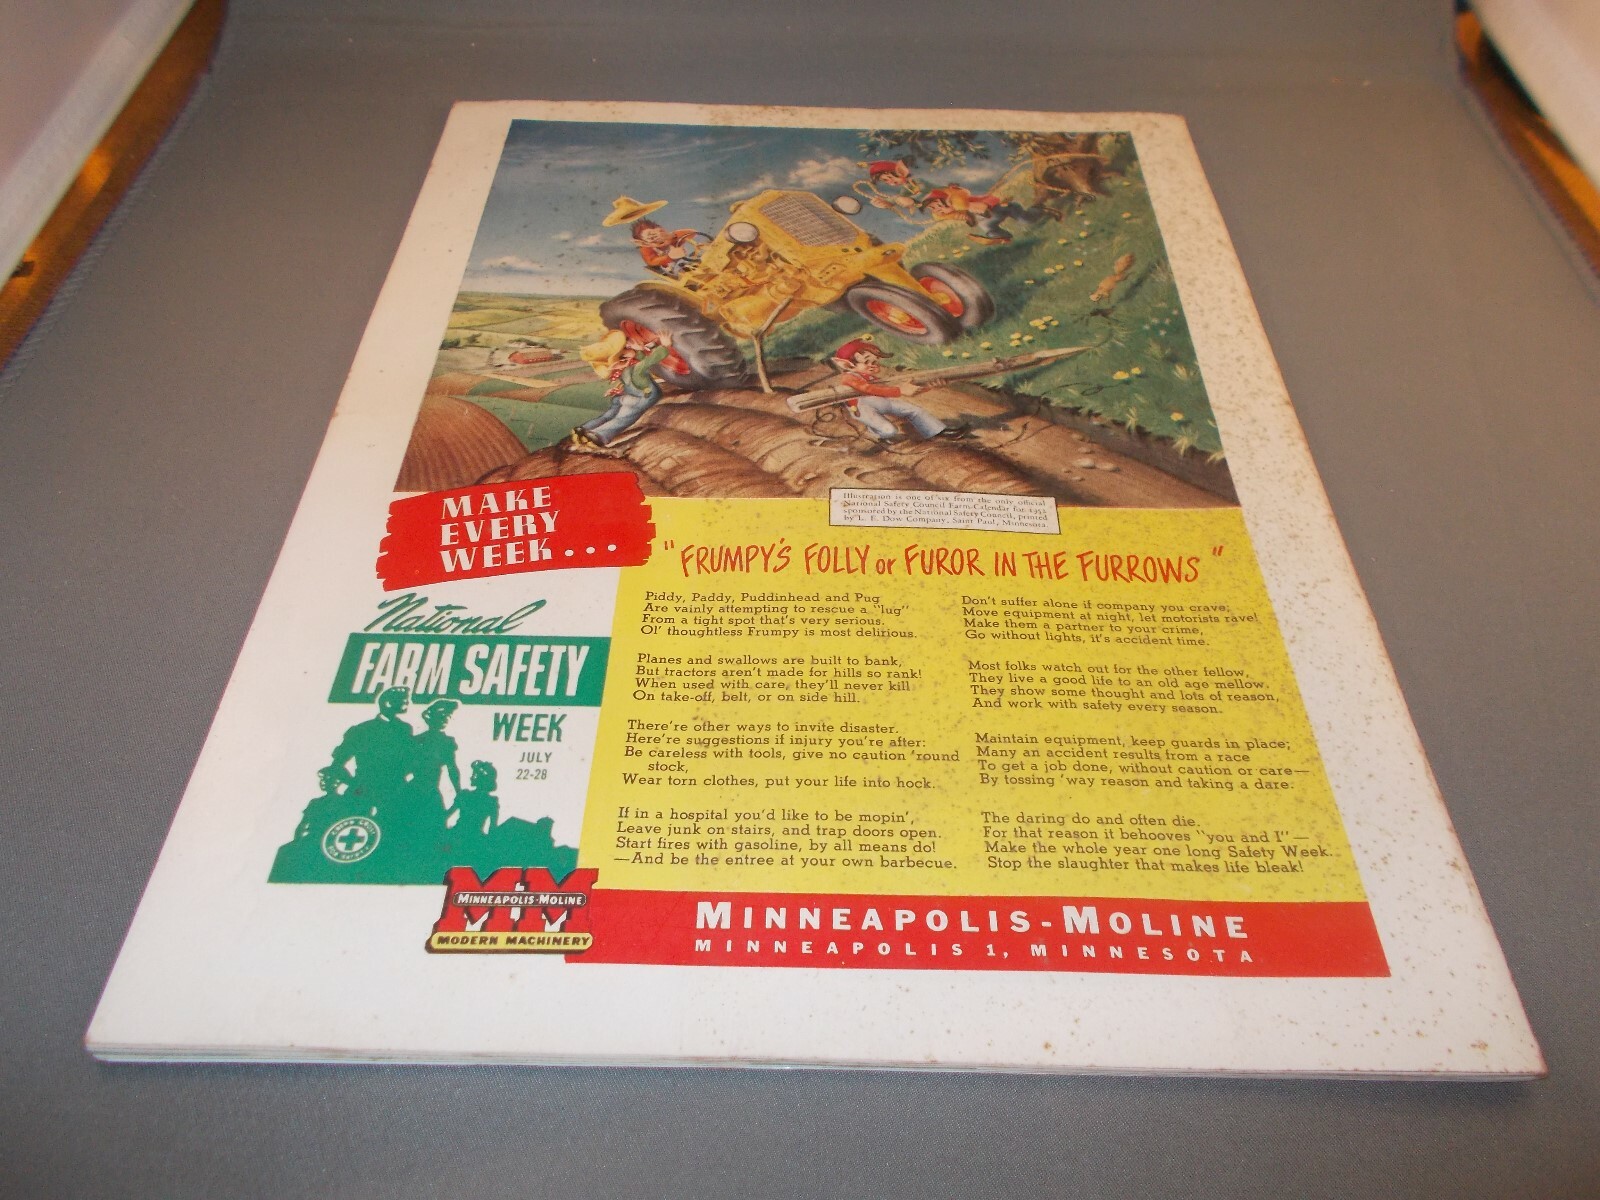 Illustration is one of six from the only official
National Safety Council Farm Calendar for 1952
sponsored by the National Safety Council, printed
by L. E. Dow Company, Saint Paul, Minnesota.
MAKE
EVERY
WEEK...
National
FARM SAFETY
WEEK
JULY
22-28
"FRUMPY'S FOLLY or FUROR IN THE FURROWS"
Piddy, Paddy, Puddinhead and Pug
Are vainly attempting to rescue a "lug"
From a tight spot that's very serious.
Ol' thoughtless Frumpy is most delirious.
Planes and swallows are built to bank,
But tractors aren't made for hills so rank!
When used with care, they'll never kill
On take-off, belt, or on side hill.
There're other ways to invite disaster.
Here're suggestions if injury you're after:
Be careless with tools, give no caution 'round
stock,
Wear torn clothes, put your life into hock.
If in a hospital you'd like to be mopin',
Leave junk on stairs, and trap doors open.
Start fires with gasoline, by all means do!
—And be the entree at your own barbecue.
Don't suffer alone if company you crave;
Move equipment at night, let motorists rave!
Make them a partner to your crime,
Go without lights, it's accident time.
Most folks watch out for the other fellow,
They live a good life to an old age mellow.
They show some thought and lots of reason,
And work with safety every season.
Maintain equipment, keep guards in place;
Many an accident results from a race
To get a job done, without caution or care—
By tossing 'way reason and taking a dare.
The daring do and often die.
For that reason it behooves "you and I"—
Make the whole year one long Safety Week..
Stop the slaughter that makes life bleak!
MM
MINNEAPOLIS-MOLINE
MODERN MACHINERY
MINNEAPOLIS-MOLINE
MINNEAPOLIS 1, MINNESOTA